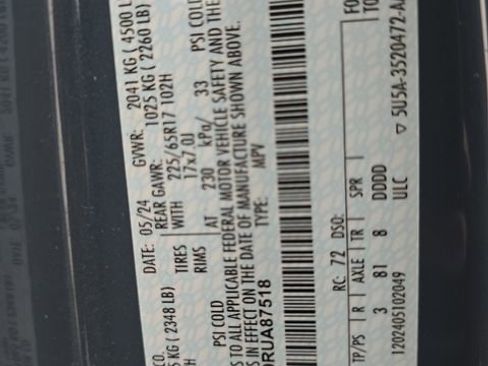 CO. DATE: 05/24 GVWR: 2041 KG ( 4500 L
KG ( 2348 LB) REAR GAWR: 1025 KG ( 2260 LB)
H TIRES WITH 225/65R17 102H
RIMS 17x7.0J
PSI COLD AT 230 kPa/ 33 PSI COLD
S TO ALL APPLICABLE FEDERAL MOTOR VEHICLE SAFETY AND THE
S IN EFFECT ON THE DATE OF MANUFACTURE SHOWN ABOVE.
RUA87518 TYPE: MPV
RC: 72 DSO: FO
TP/PS R AXLE TR SPR TO
3 81 8 DDDD
1202405102049 ULC ▽ 5U5A-3520472-A